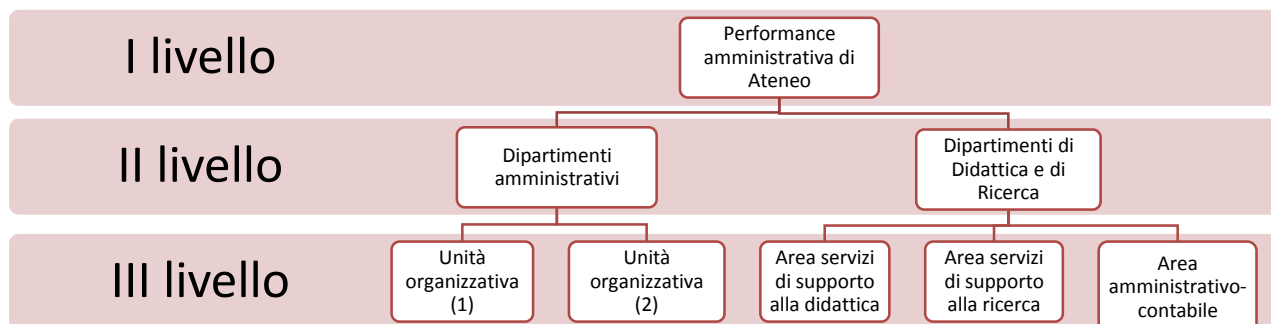 I livello
Performance
amministrativa di
Ateneo
II livello
Dipartimenti
amministrativi
Dipartimenti di
Didattica e di
Ricerca
III livello
Unità
organizzativa
(1)
Unità
organizzativa
(2)
Area servizi
di supporto
alla didattica
Area servizi
di supporto
alla ricerca
Area
amministrativo-
contabile